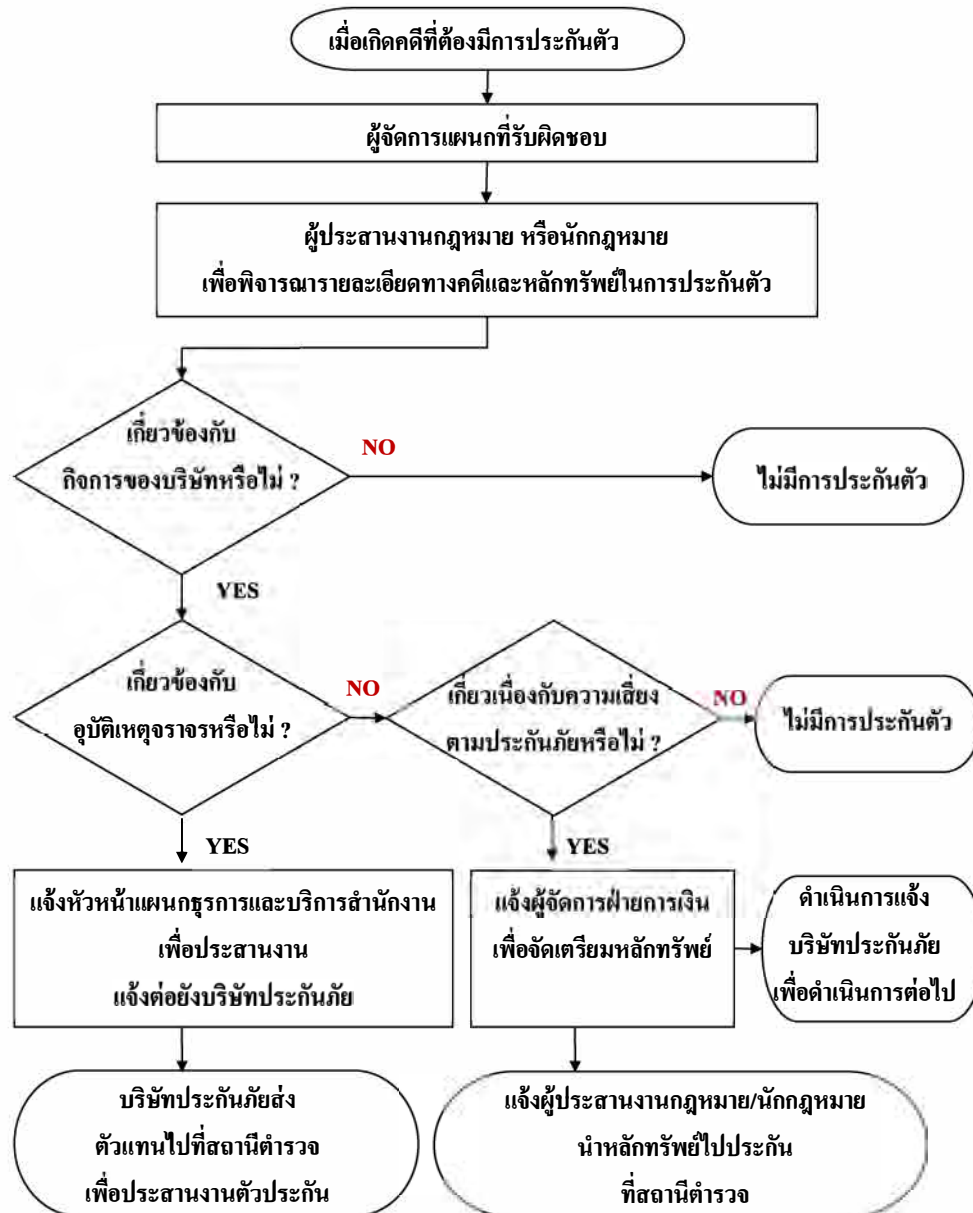 เมื่อเกิดคดีที่ต้องมีการประกันตัว
ผู้จัดการแผนกที่รับผิดชอบ
ผู้ประสานงานกฎหมาย หรือนักกฎหมาย
เพื่อพิจารณารายละเอียดทางคดีและหลักทรัพย์ในการประกันตัว
เกี่ยวข้องกับ
กิจการของบริษัทหรือไม่ ?
NO
ไม่มีการประกันตัว
YES
เกี่ยวข้องกับ
อุบัติเหตุจราจรหรือไม่ ?
NO
เกี่ยวเนื่องกับความเสี่ยง
ตามประกันภัยหรือไม่ ?
NO
ไม่มีการประกันตัว
YES
YES
แจ้งหัวหน้าแผนกธุรการและบริการสำนักงาน
เพื่อประสานงาน
แจ้งต่อยังบริษัทประกันภัย
แจ้งผู้จัดการฝ่ายการเงิน
เพื่อจัดเตรียมหลักทรัพย์
ดำเนินการแจ้ง
บริษัทประกันภัย
เพื่อดำเนินการต่อไป
บริษัทประกันภัยส่ง
ตัวแทนไปที่สถานีตำรวจ
เพื่อประสานงานตัวประกัน
แจ้งผู้ประสานงานกฎหมาย/นักกฎหมาย
นำหลักทรัพย์ไปประกัน
ที่สถานีตำรวจ